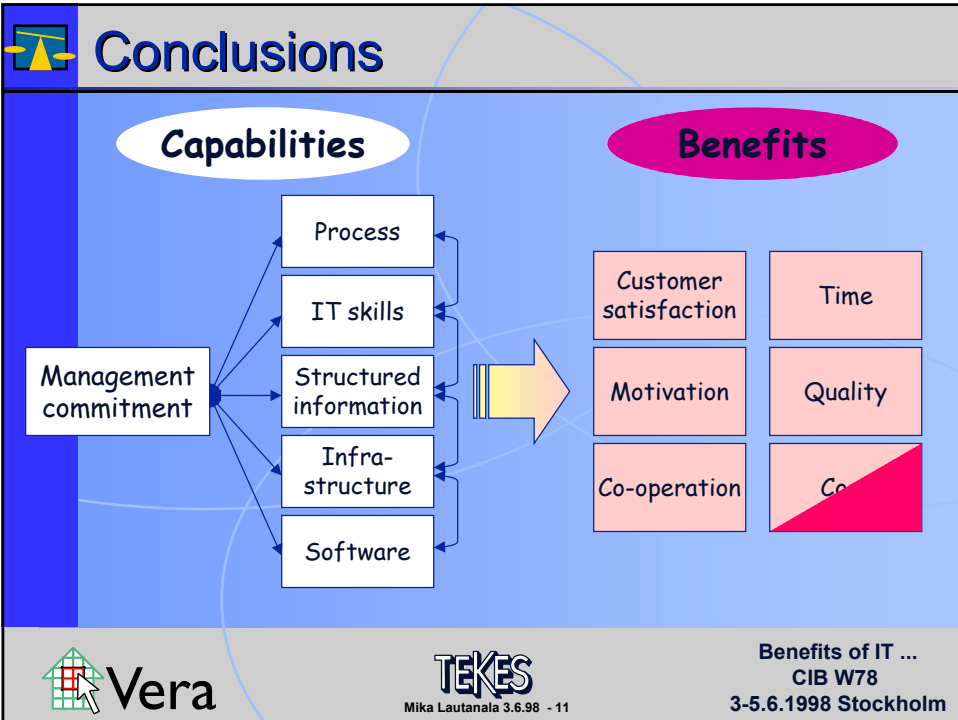 Conclusions
Capabilities
Benefits
Process
IT skills
Management
commitment
Structured
information
Infra-
structure
Software
Customer
satisfaction
Time
Motivation
Quality
Co-operation
Vera
TEKES
Mika Lautanala 3.6.98 - 11
Benefits of IT ...
CIB W78
3-5.6.1998 Stockholm